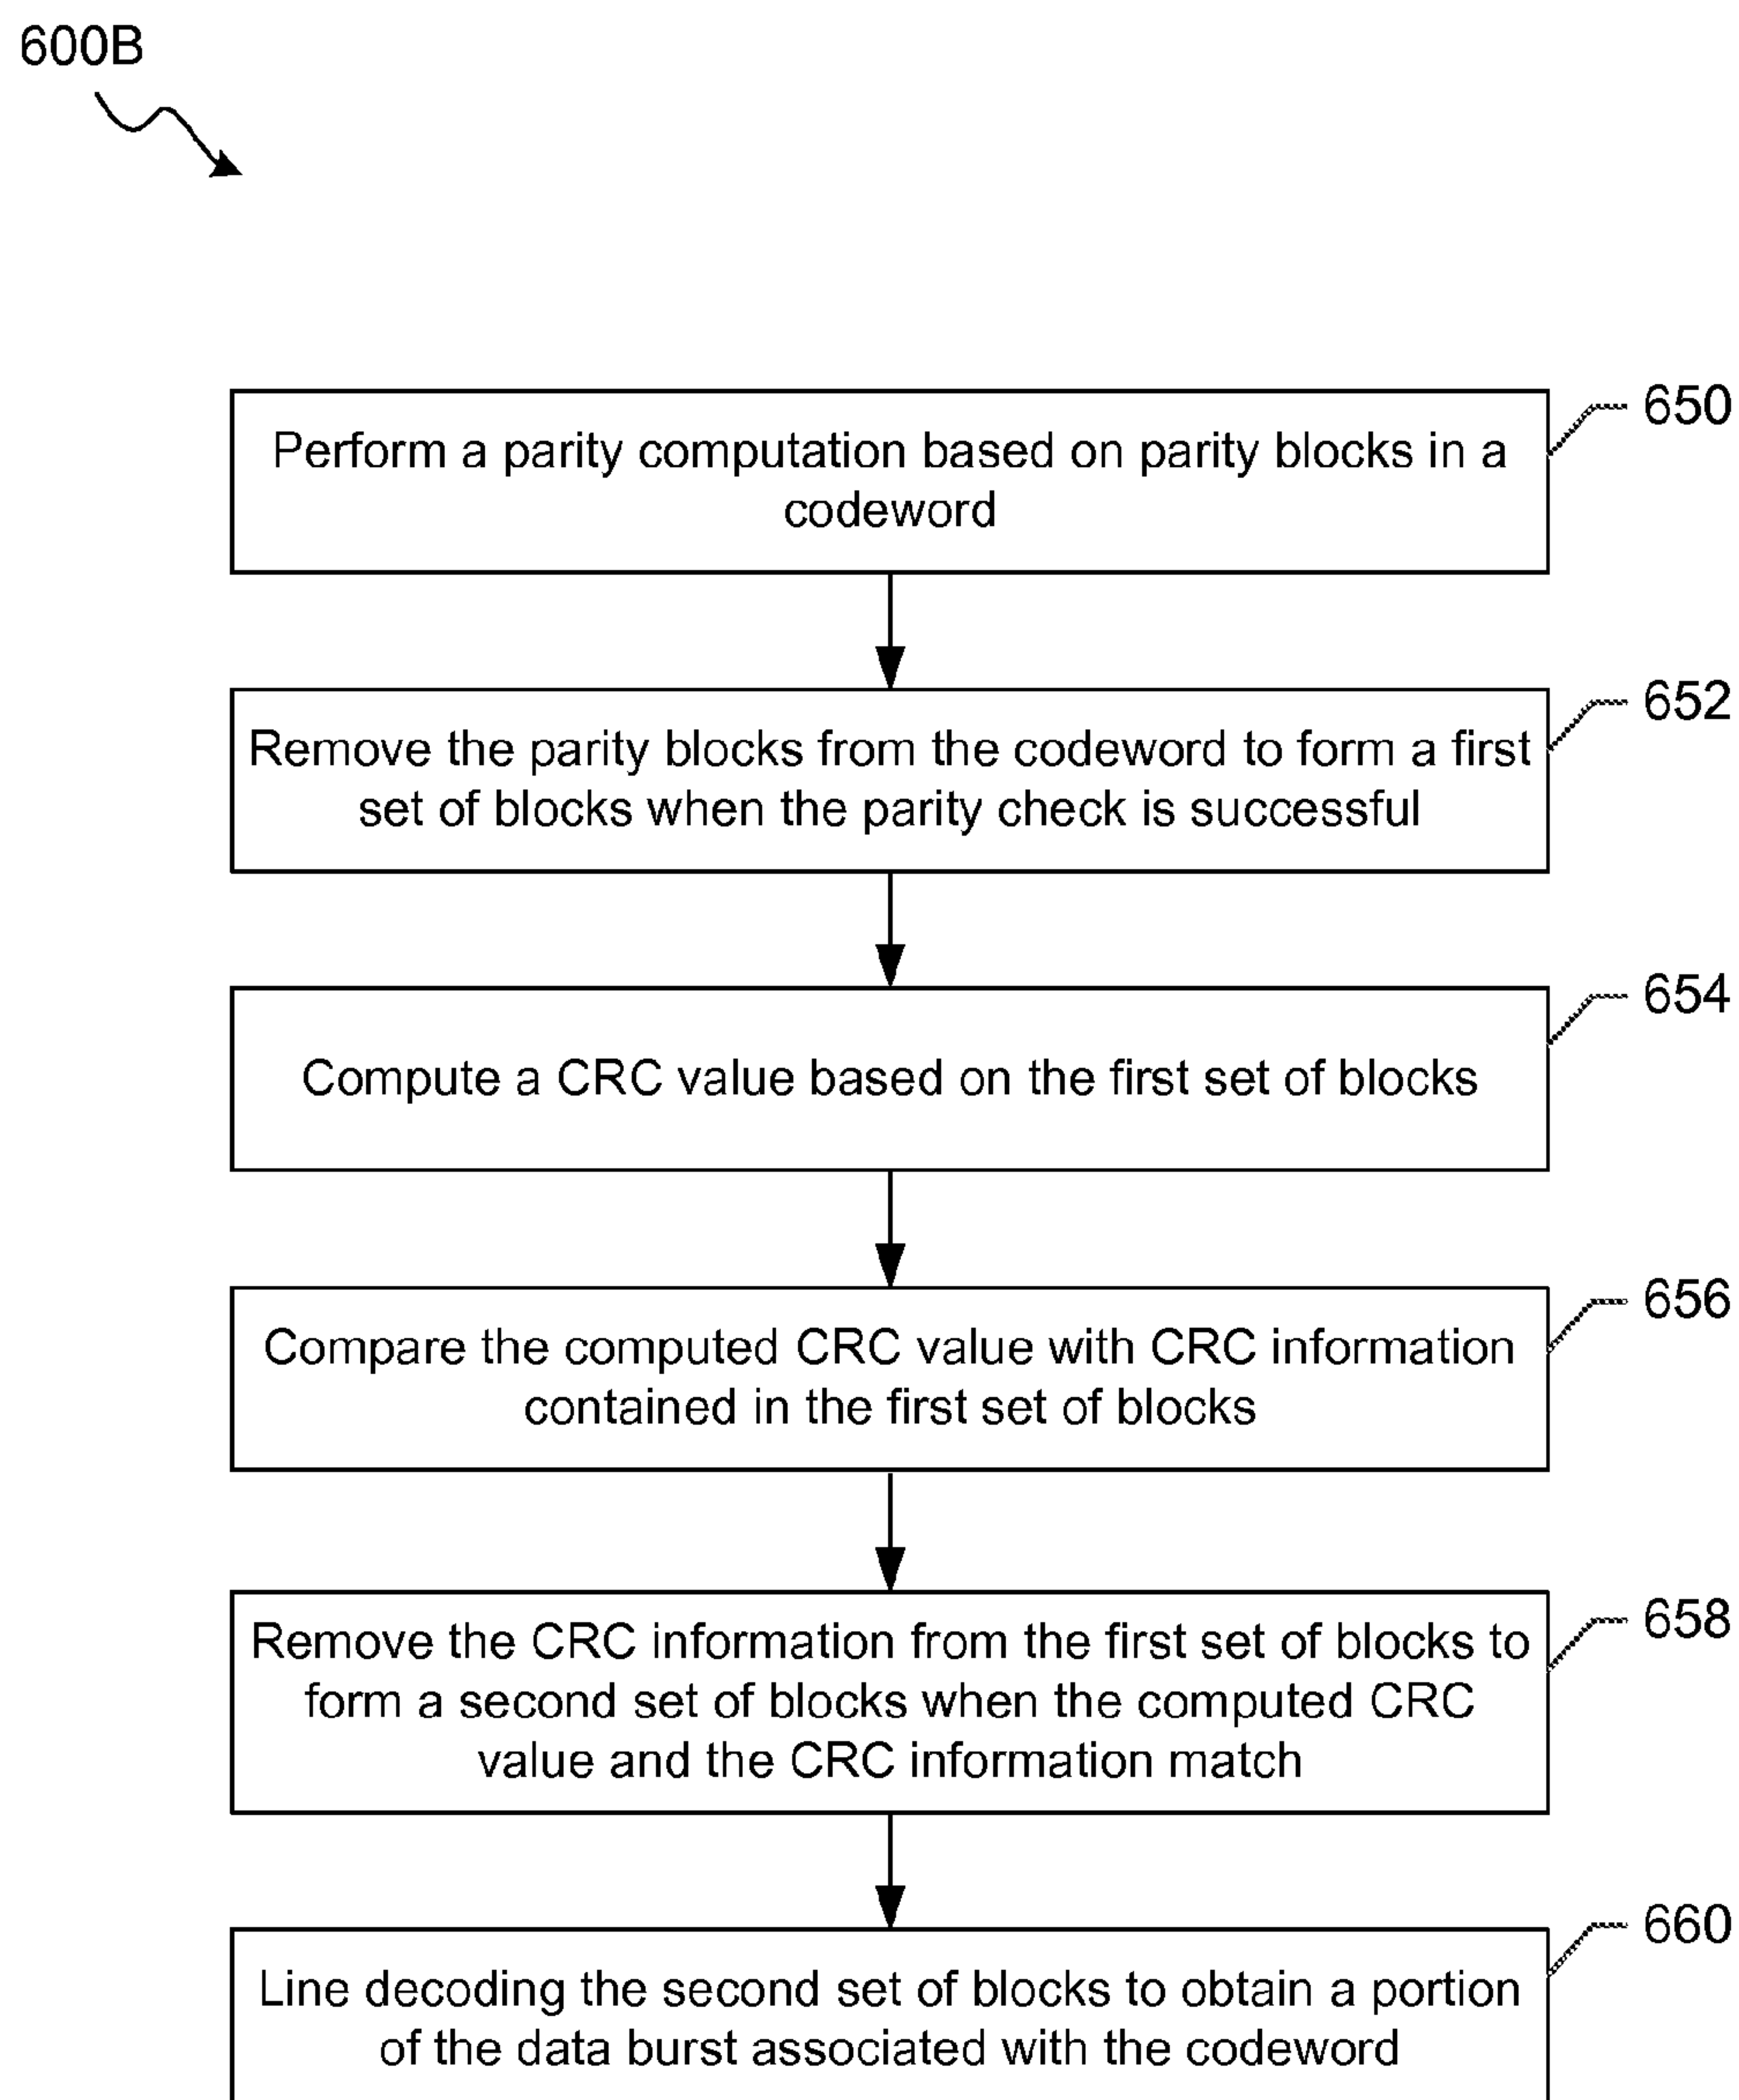 600B
Perform a parity computation based on parity blocks in a
codeword
650
Remove the parity blocks from the codeword to form a first
set of blocks when the parity check is successful
652
Compute a CRC value based on the first set of blocks
654
Compare the computed CRC value with CRC information
contained in the first set of blocks
656
Remove the CRC information from the first set of blocks to
form a second set of blocks when the computed CRC
value and the CRC information match
658
Line decoding the second set of blocks to obtain a portion
of the data burst associated with the codeword
660